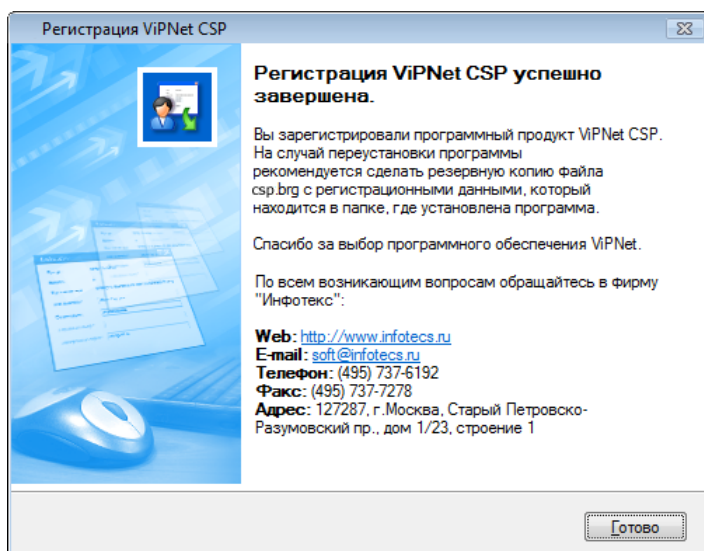 Регистрация ViPNet CSP
Регистрация ViPNet CSP успешно
завершена.
Вы зарегистрировали программный продукт ViPNet CSP.
На случай переустановки программы
рекомендуется сделать резервную копию файла
csp.brg с регистрационными данными, который
находится в папке, где установлена программа.
Спасибо за выбор программного обеспечения ViPNet.
По всем возникающим вопросам обращайтесь в фирму
"Инфотекс":
Web: http://www.infotecs.ru
E-mail: soft@infotecs.ru
Телефон: (495) 737-6192
Факс: (495) 737-7278
Адрес: 127287, г.Москва, Старый Петровско-
Разумовский пр., дом 1/23, строение 1
Готово